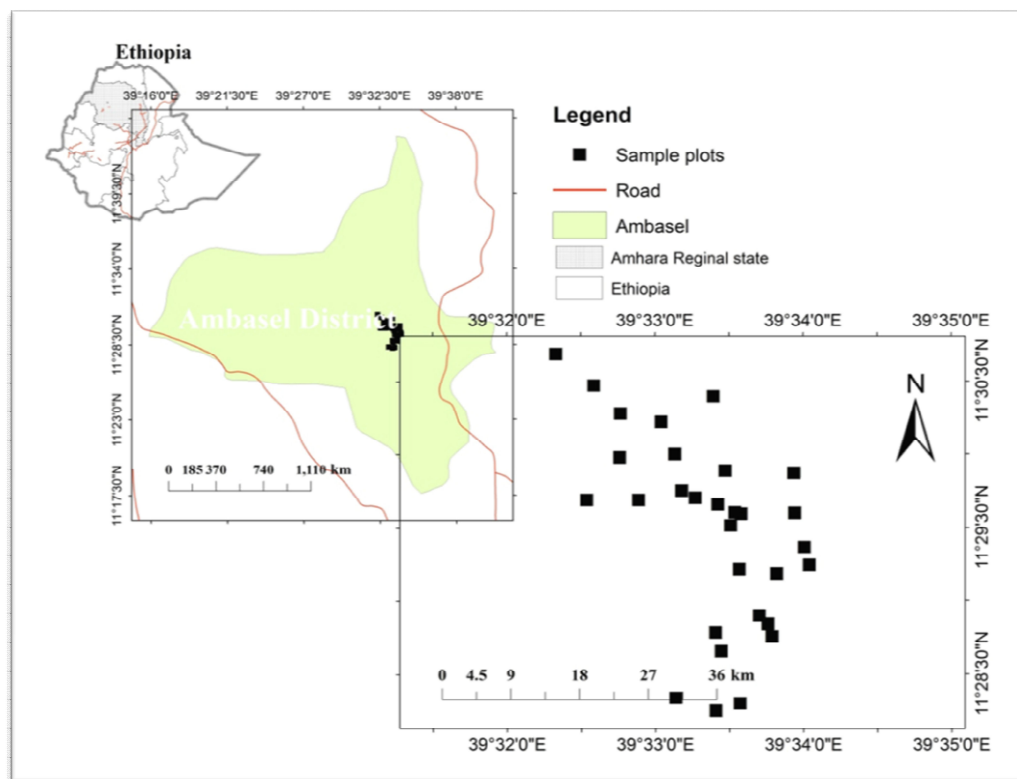 Ethiopia
39°16'0"E 39°21'30"E 39°27'0"E 39°32'30"E 39°38'0"E
11°39'30"N
11°34'0"N
11°28'30"N
11°23'0"N
11°17'30"N
Ambasel District
0 185 370 740 1,110 km
Legend
Sample plots
Road
Ambasel
Amhara Reginal state
Ethiopia
39°32'0"E 39°33'0"E 39°34'0"E 39°35'0"E
N
11°30'30"N
11°29'30"N
11°28'30"N
0 4.5 9 18 27 36 km
39°32'0"E 39°33'0"E 39°34'0"E 39°35'0"E